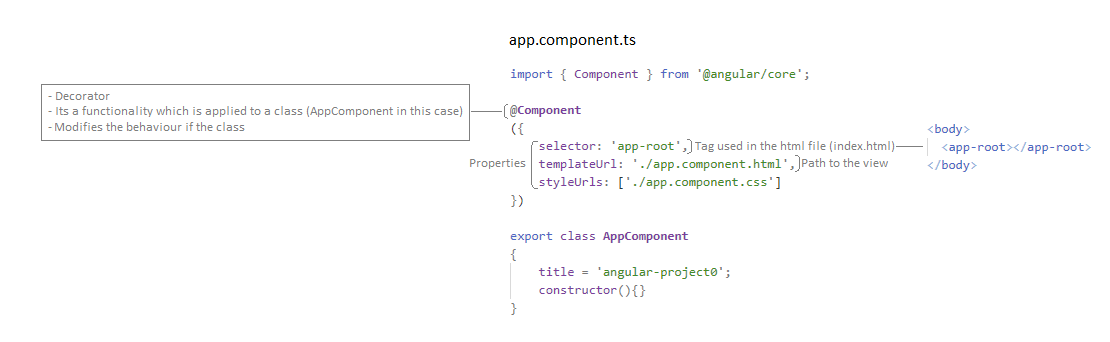 app.component.ts
import { Component } from '@angular/core';
- Decorator
- Its a functionality which is applied to a class (AppComponent in this case)
- Modifies the behaviour if the class
@Component
({
Properties
selector: 'app-root', Tag used in the html file (index.html)
templateUrl: './app.component.html', Path to the view
styleUrls: ['./app.component.css']
})
<body>
<app-root></app-root>
</body>
export class AppComponent
{
title = 'angular-project0';
constructor(){}
}